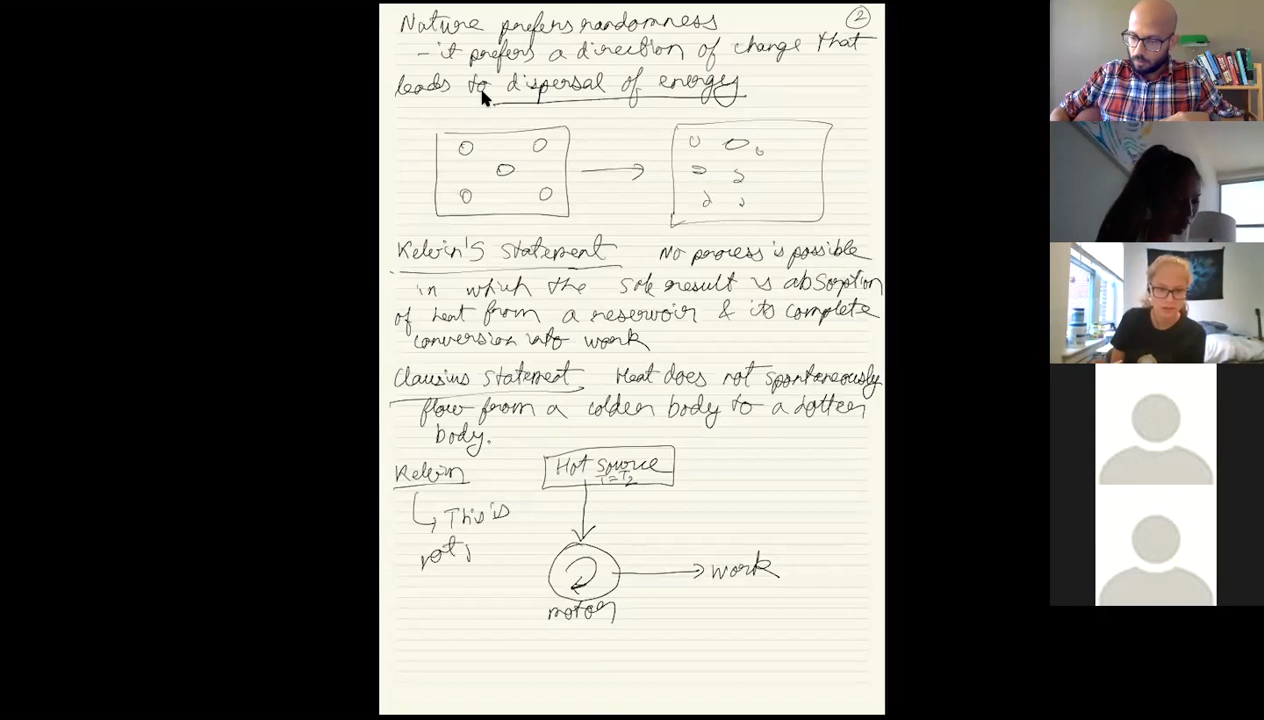 Nature prefers randomness
2
- it prefers a direction of change that
leads to dispersal of energy
Kelvin's statement No process is possible
in which the sole result is absorption
of heat from a reservoir & its complete
conversion into work
Clausius statement Heat does not spontaneously
flow from a colder body to a hotter
body.
Kelvin
Hot source
T=T2
This is
not
work
motor